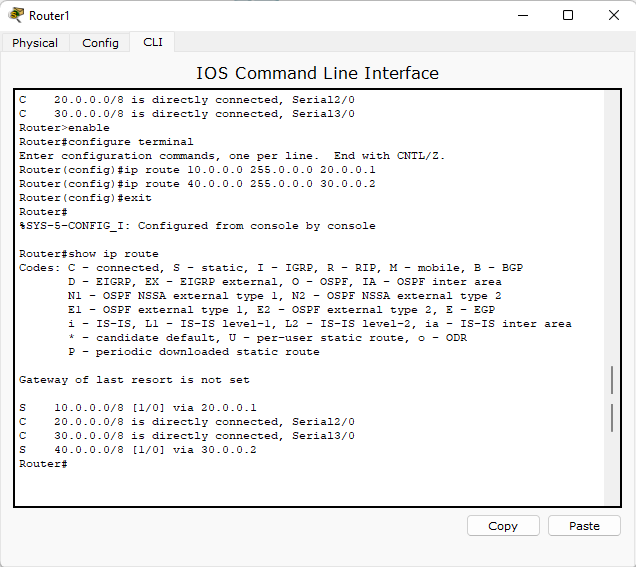 Router1
Physical Config CLI
IOS Command Line Interface
C    20.0.0.0/8 is directly connected, Serial2/0
C    30.0.0.0/8 is directly connected, Serial3/0
Router>enable
Router#configure terminal
Enter configuration commands, one per line.  End with CNTL/Z.
Router(config)#ip route 10.0.0.0 255.0.0.0 20.0.0.1
Router(config)#ip route 40.0.0.0 255.0.0.0 30.0.0.2
Router(config)#exit
Router#
%SYS-5-CONFIG_I: Configured from console by console
Router#show ip route
Codes: C - connected, S - static, I - IGRP, R - RIP, M - mobile, B - BGP
       D - EIGRP, EX - EIGRP external, O - OSPF, IA - OSPF inter area
       N1 - OSPF NSSA external type 1, N2 - OSPF NSSA external type 2
       E1 - OSPF external type 1, E2 - OSPF external type 2, E - EGP
       i - IS-IS, L1 - IS-IS level-1, L2 - IS-IS level-2, ia - IS-IS inter area
       * - candidate default, U - per-user static route, o - ODR
       P - periodic downloaded static route
Gateway of last resort is not set
S    10.0.0.0/8 [1/0] via 20.0.0.1
C    20.0.0.0/8 is directly connected, Serial2/0
C    30.0.0.0/8 is directly connected, Serial3/0
S    40.0.0.0/8 [1/0] via 30.0.0.2
Router#
Copy Paste